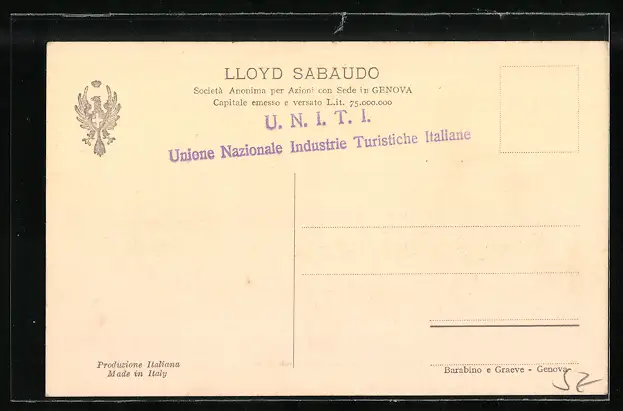 LLOYD SABAUDO
Società Anonima per Azioni con Sede in GENOVA
Capitale emesso e versato L.it. 75.000.000
U. N. I. T. I.
Unione Nazionale Industrie Turistiche Italiane
Produzione Italiana
Made in Italy
Barabino e Graeve - Genova